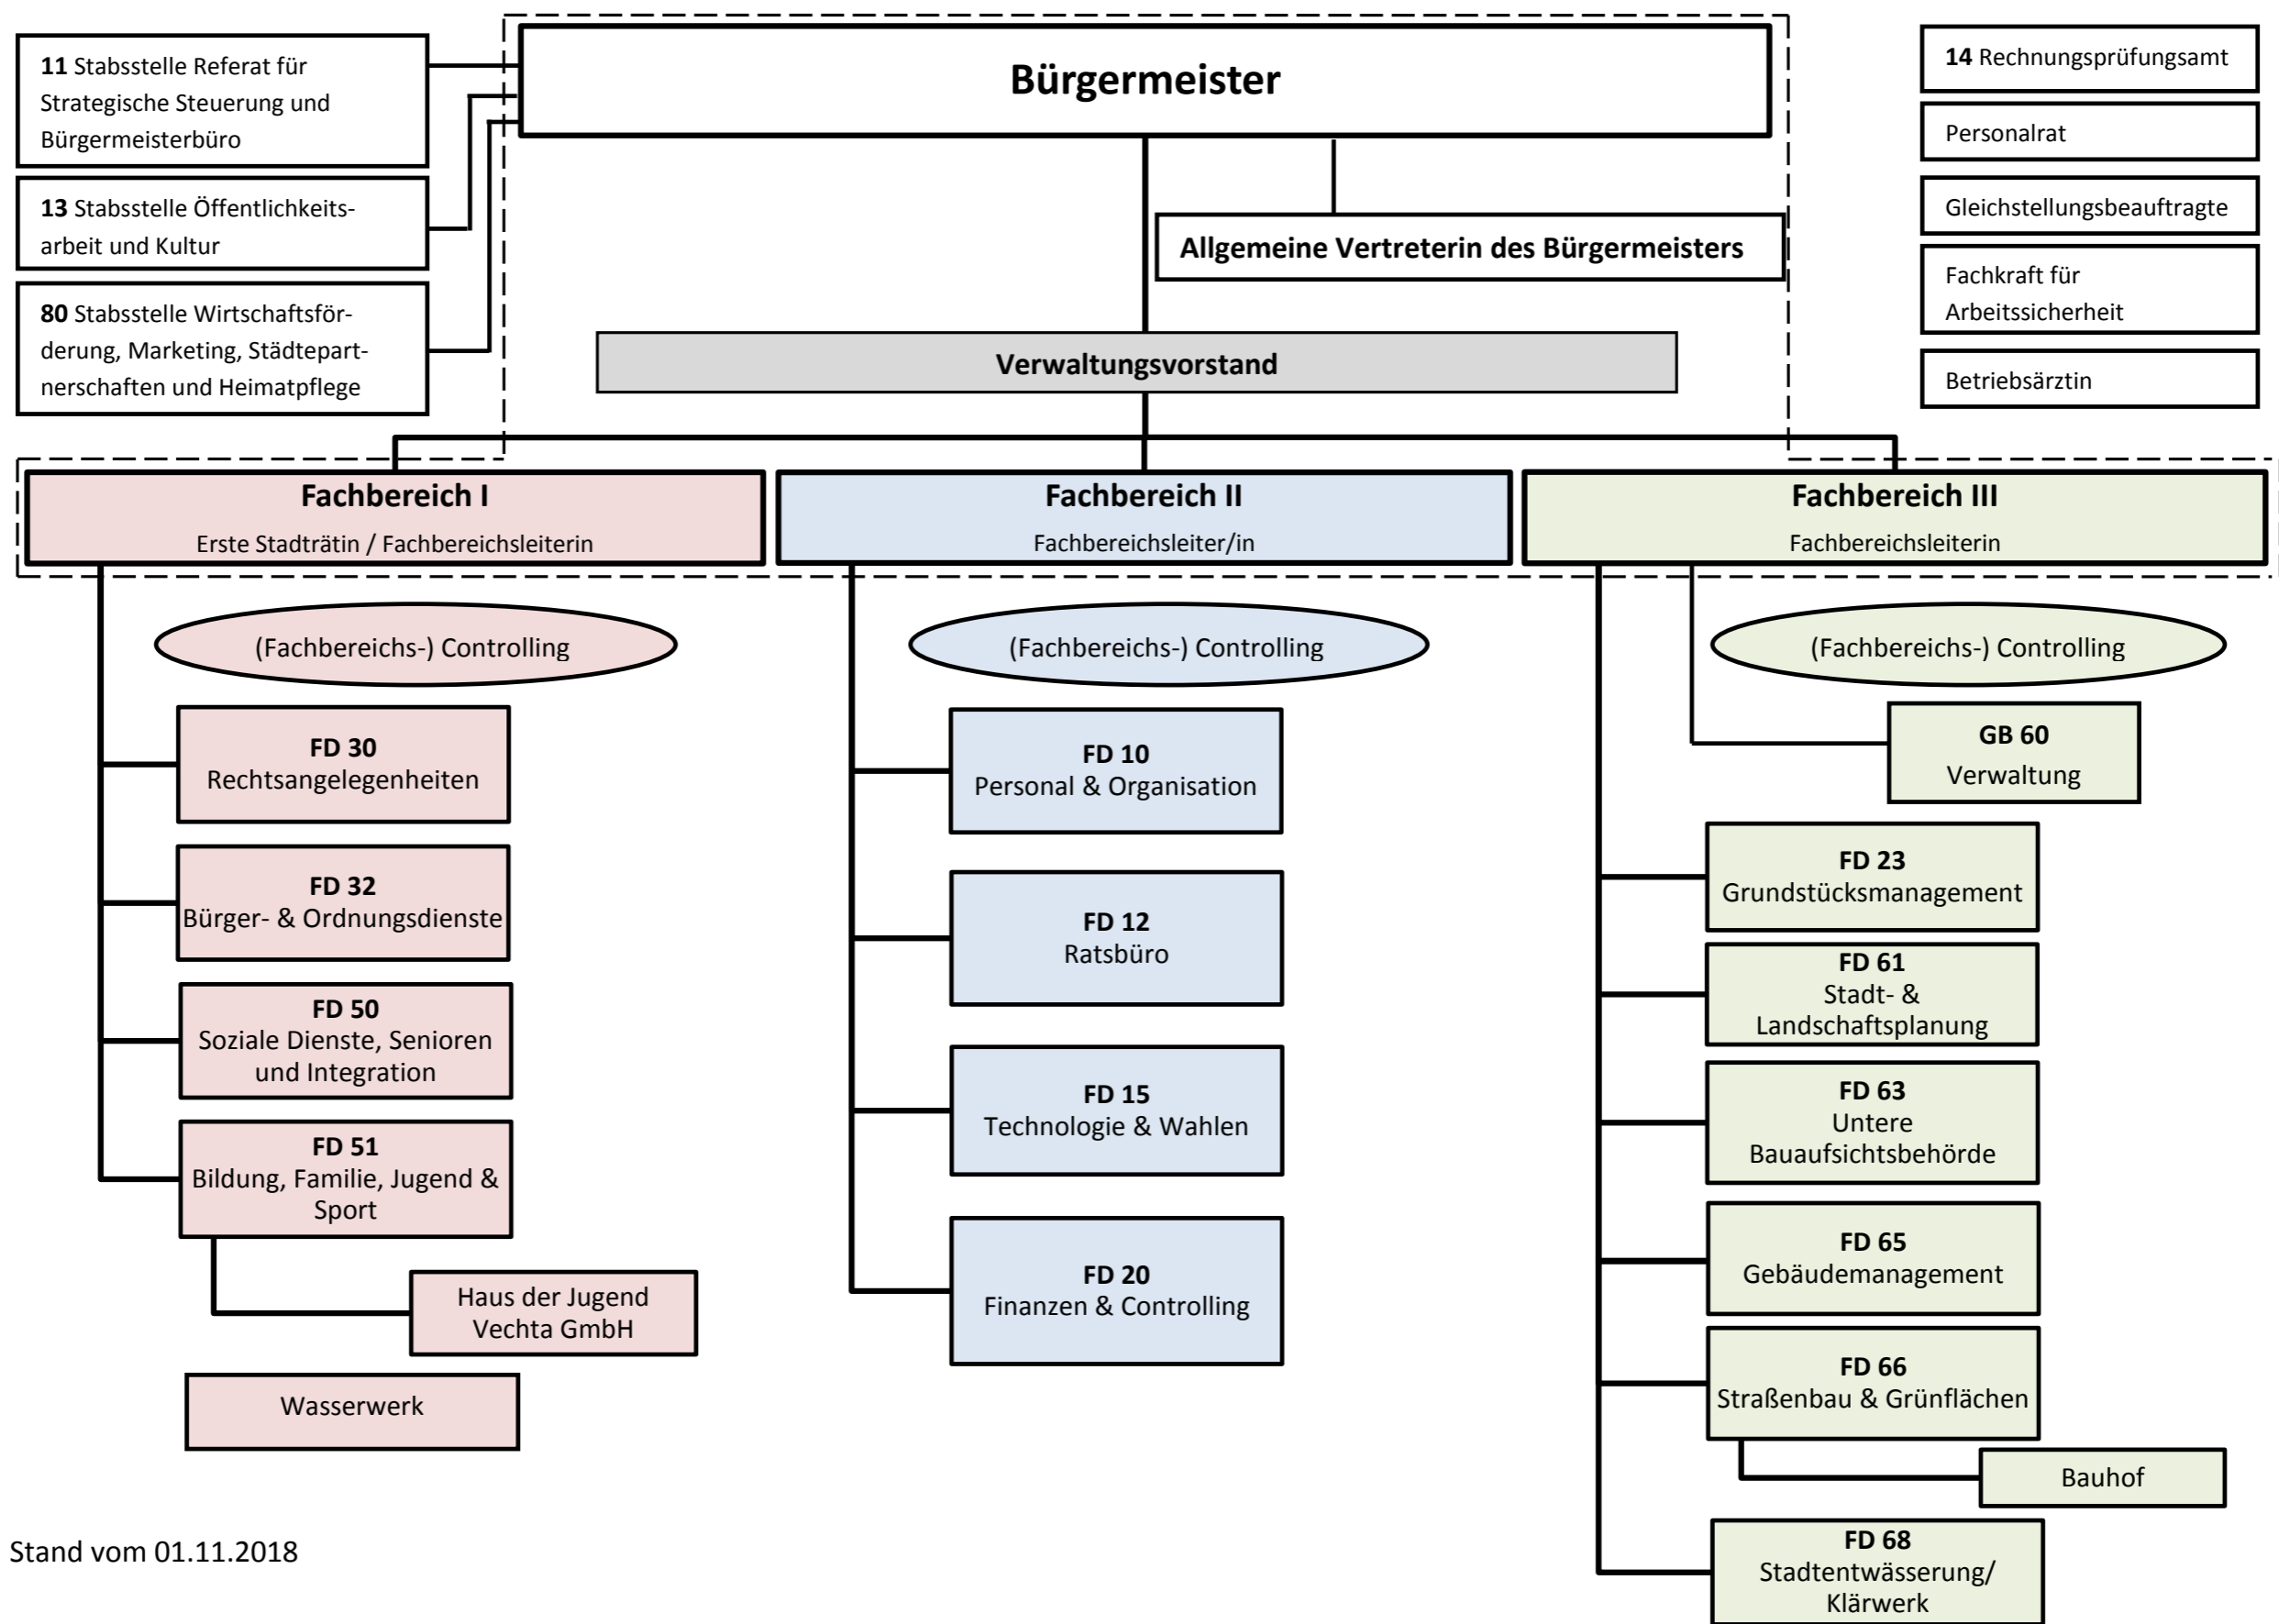 11 Stabsstelle Referat für
Strategische Steuerung und
Bürgermeisterbüro
13 Stabsstelle Öffentlichkeits-
arbeit und Kultur
80 Stabsstelle Wirtschaftsför-
derung, Marketing, Städtepart-
nerschaften und Heimatpflege
Bürgermeister
Allgemeine Vertreterin des Bürgermeisters
Verwaltungsvorstand
14 Rechnungsprüfungsamt
Personalrat
Gleichstellungsbeauftragte
Fachkraft für
Arbeitssicherheit
Betriebsärztin
Fachbereich I
Erste Stadträtin / Fachbereichsleiterin
(Fachbereichs-) Controlling
FD 30
Rechtsangelegenheiten
FD 32
Bürger- & Ordnungsdienste
FD 50
Soziale Dienste, Senioren
und Integration
FD 51
Bildung, Familie, Jugend &
Sport
Haus der Jugend
Vechta GmbH
Wasserwerk
Fachbereich II
Fachbereichsleiter/in
(Fachbereichs-) Controlling
FD 10
Personal & Organisation
FD 12
Ratsbüro
FD 15
Technologie & Wahlen
FD 20
Finanzen & Controlling
Fachbereich III
Fachbereichsleiterin
(Fachbereichs-) Controlling
GB 60
Verwaltung
FD 23
Grundstücksmanagement
FD 61
Stadt- &
Landschaftsplanung
FD 63
Untere
Bauaufsichtsbehörde
FD 65
Gebäudemanagement
FD 66
Straßenbau & Grünflächen
Bauhof
FD 68
Stadtentwässerung/
Klärwerk
Stand vom 01.11.2018